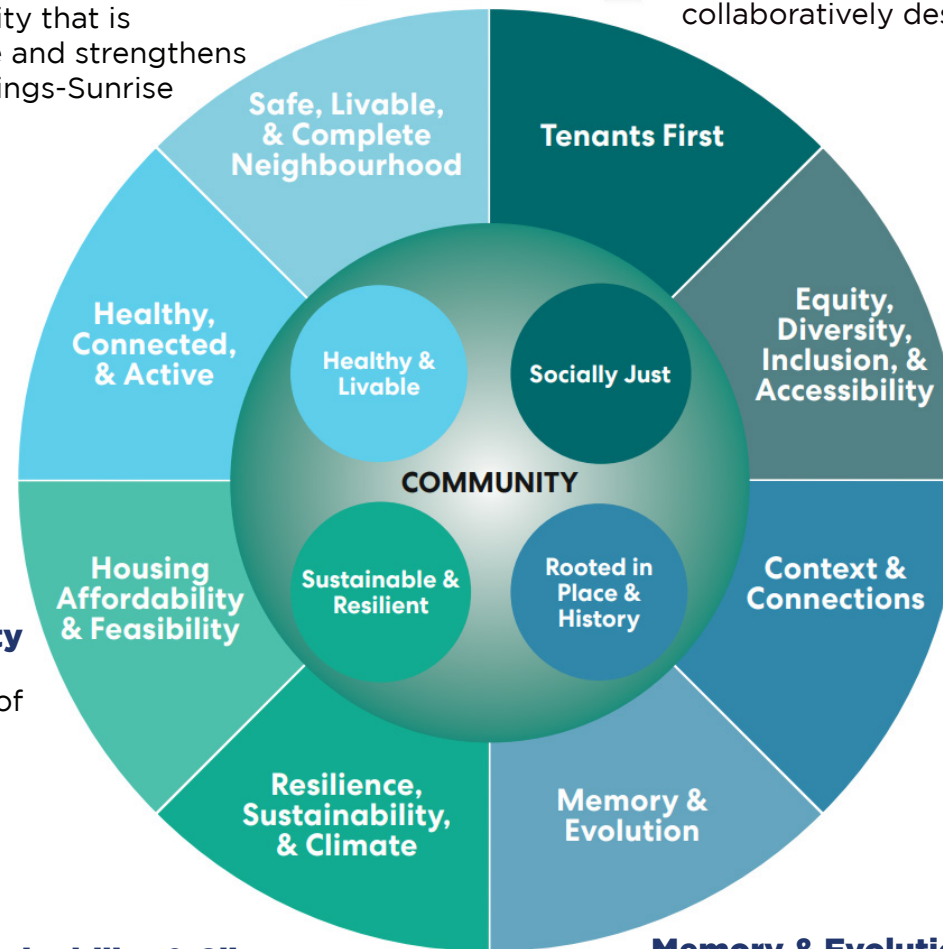 ity that is
and strengthens
ings-Sunrise
collaboratively des
Safe, Livable,
& Complete
Neighbourhood
Tenants First
Healthy,
Connected,
& Active
Equity,
Diversity,
Inclusion, &
Accessibility
Healthy &
Livable
Socially Just
COMMUNITY
Sustainable &
Resilient
Rooted in
Place &
History
Housing
Affordability
& Feasibility
Context &
Connections
ty
of
Resilience,
Sustainability,
& Climate
Memory &
Evolution
Memory & Evolutio